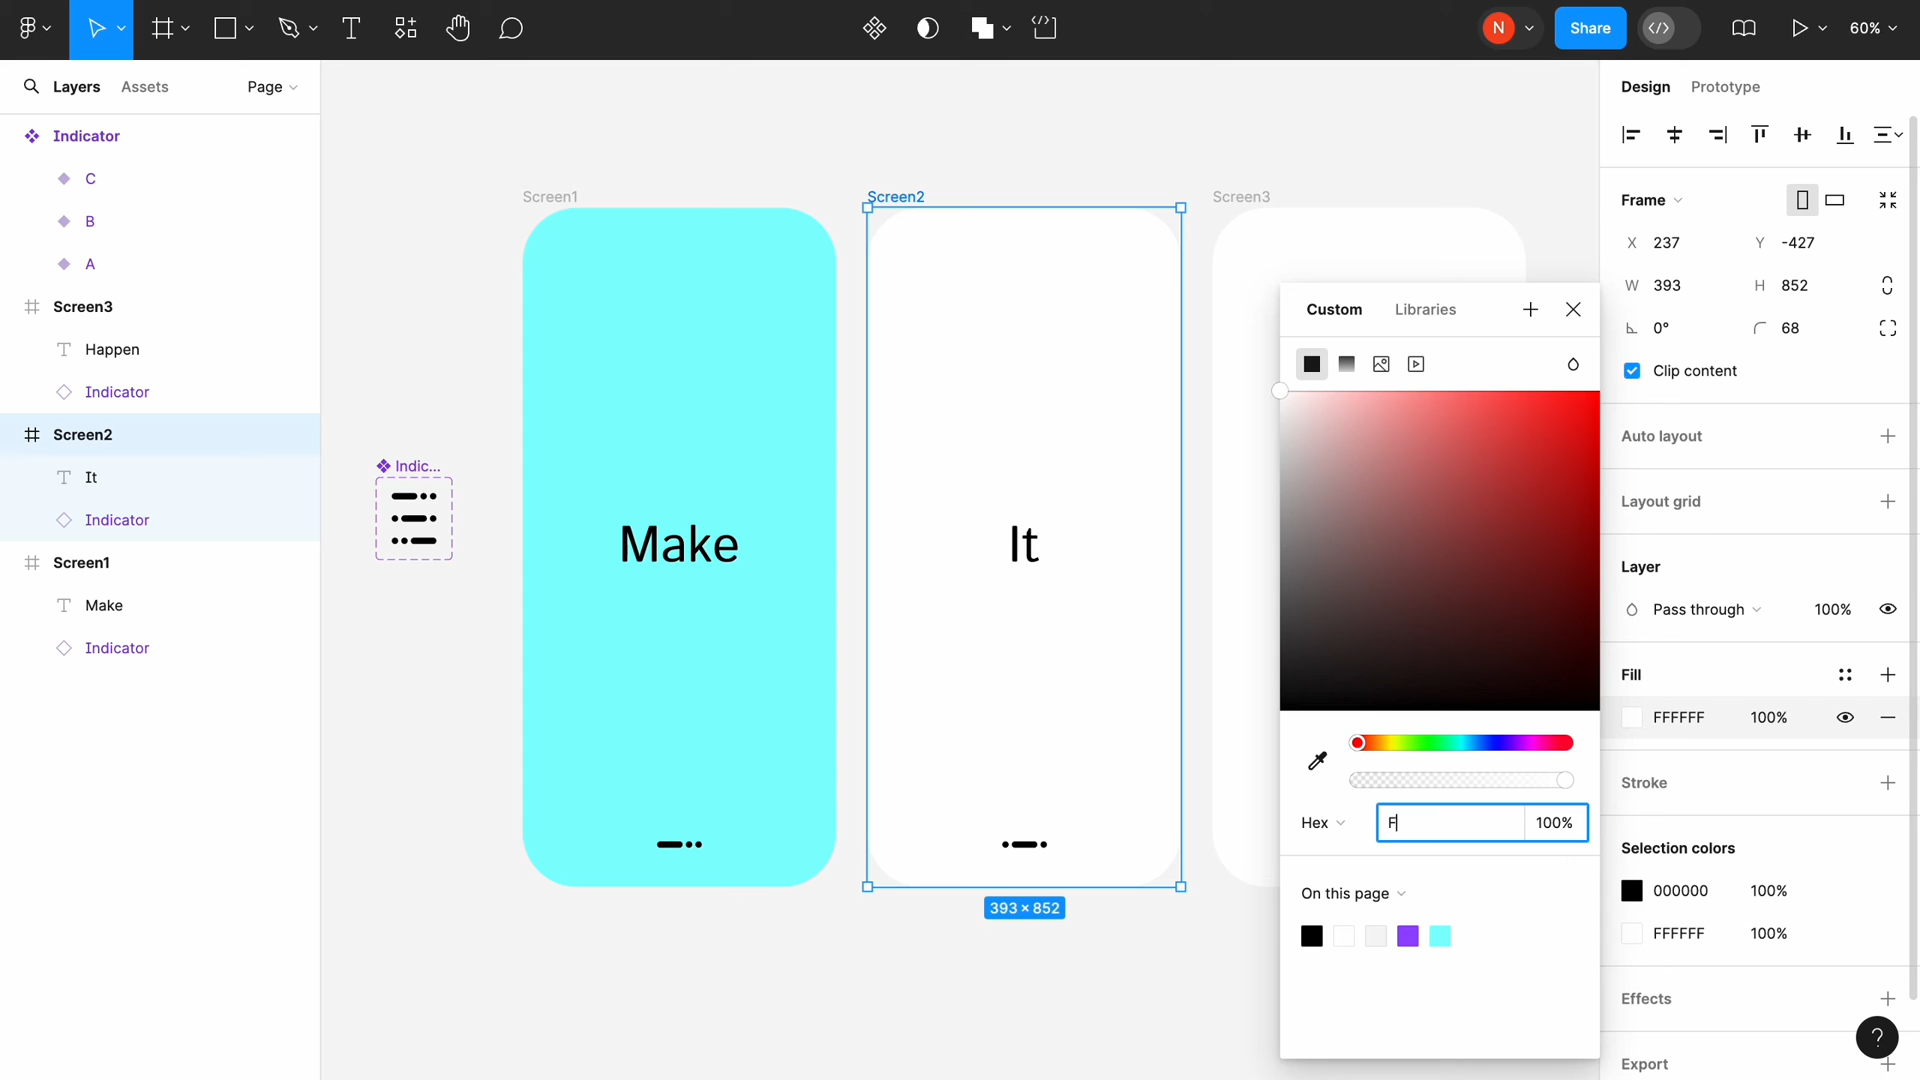 N
Share
60%
Layers
Assets
Page
Indicator
C
B
A
Screen3
Happen
Indicator
Screen2
It
Indicator
Screen1
Make
Indicator
Indic...
Screen1
Make
Screen2
It
393 × 852
Screen3
Custom
Libraries
Hex
F
100%
On this page
Design
Prototype
Frame
X 237
Y -427
W 393
H 852
0°
68
Clip content
Auto layout
Layout grid
Layer
Pass through
100%
Fill
FFFFFF
100%
Stroke
Selection colors
000000
100%
FFFFFF
100%
Effects
?
Export